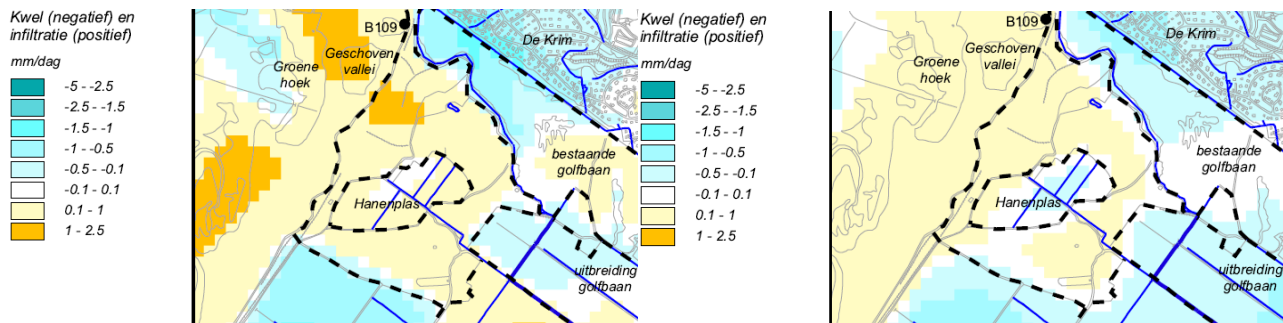 Kwel (negatief) en
infiltratie (positief)
mm/dag
-5 - -2.5
-2.5 - -1.5
-1.5 - -1
-1 - -0.5
-0.5 - -0.1
-0.1 - 0.1
0.1 - 1
1 - 2.5
B109
De Krim
Geschoven
vallei
Groene
hoek
bestaande
golfbaan
Hanenplas
uitbreiding
golfbaan
Kwel (negatief) en
infiltratie (positief)
mm/dag
-5 - -2.5
-2.5 - -1.5
-1.5 - -1
-1 - -0.5
-0.5 - -0.1
-0.1 - 0.1
0.1 - 1
1 - 2.5
B109
De Krim
Geschoven
vallei
Groene
hoek
bestaande
golfbaan
Hanenplas
uitbreiding
golfbaan